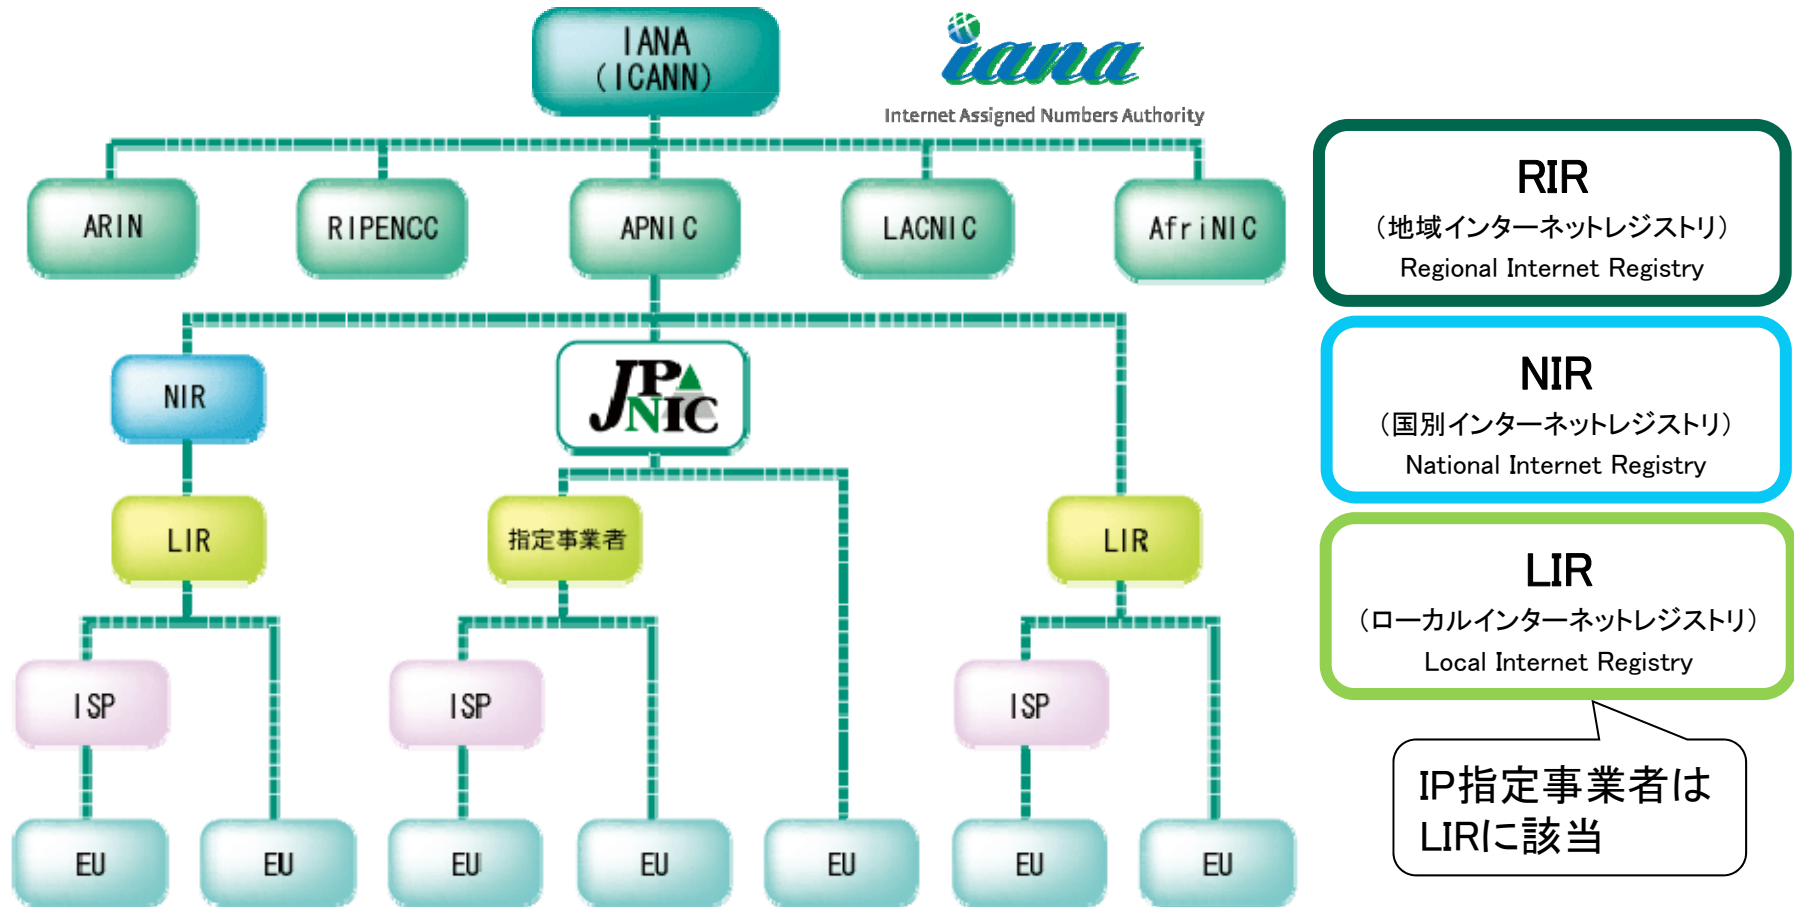 IANA
(ICANN)
iana
Internet Assigned Numbers Authority
ARIN
RIPENCC
APNIC
LACNIC
AfriNIC
RIR
(地域インターネットレジストリ)
Regional Internet Registry
NIR
JPNIC
NIR
(国別インターネットレジストリ)
National Internet Registry
LIR
指定事業者
LIR
LIR
(ローカルインターネットレジストリ)
Local Internet Registry
ISP
ISP
ISP
IP指定事業者は
LIRに該当
EU
EU
EU
EU
EU
EU
EU